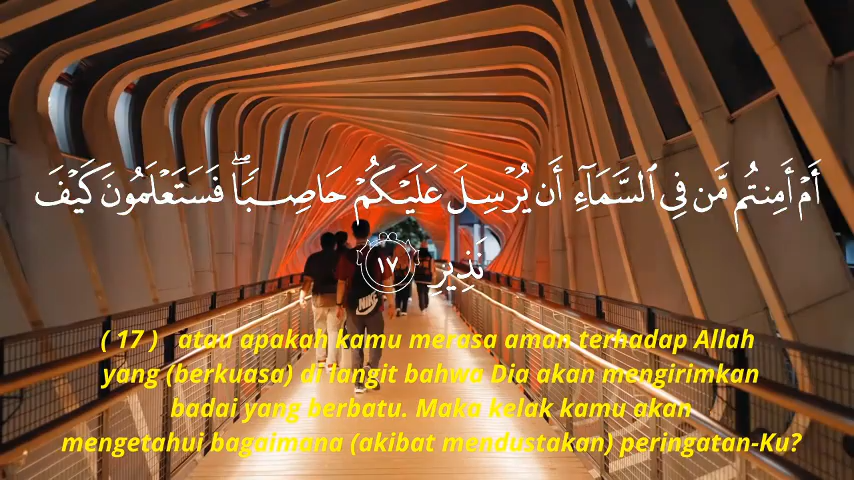 أَمْ أَمِنتُم مَّن فِى ٱلسَّمَآءِ أَن يُرْسِلَ عَلَيْكُمْ حَاصِبًا ۖ فَسَتَعْلَمُونَ كَيْفَ
نَذِيرِ ١٧
NIKE
( 17 ) atau apakah kamu merasa aman terhadap Allah
yang (berkuasa) di langit bahwa Dia akan mengirimkan
badai yang berbatu. Maka kelak kamu akan
mengetahui bagaimana (akibat mendustakan) peringatan-Ku?